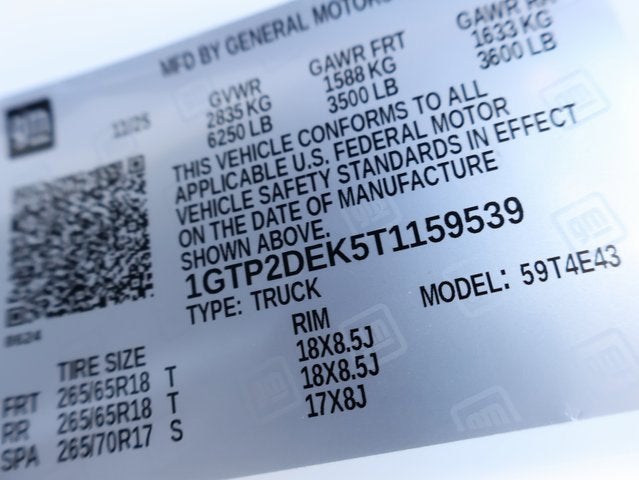 MFD BY GENERAL MOTORS
GVWR GAWR FRT GAWR RR
2835 KG 1588 KG 1633 KG
6250 LB 3500 LB 3600 LB
gm
THIS VEHICLE CONFORMS TO ALL
APPLICABLE U.S. FEDERAL MOTOR
VEHICLE SAFETY STANDARDS IN EFFECT
ON THE DATE OF MANUFACTURE
SHOWN ABOVE.
1GTP2DEK5T1159539
TYPE: TRUCK MODEL: 59T4E43
TIRE SIZE RIM
FRT 265/65R18 T 18X8.5J
RR 265/65R18 T 18X8.5J
SPA 265/70R17 S 17X8J